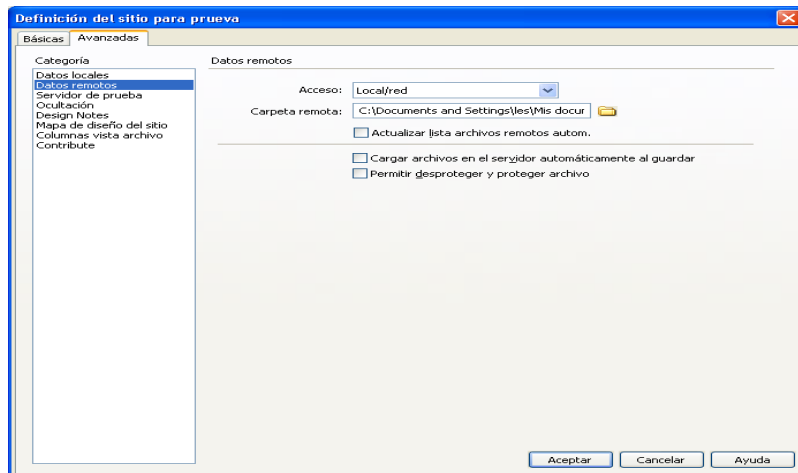 Definición del sitio para prueba
Básicas Avanzadas
Categoría
Datos locales
Datos remotos
Servidor de prueba
Ocultación
Design Notes
Mapa de diseño del sitio
Columnas vista archivo
Contribute
Datos remotos
Acceso: Local/red
Carpeta remota: C:\Documents and Settings\les\Mis docur
Actualizar lista archivos remotos autom.
Cargar archivos en el servidor automáticamente al guardar
Permitir desproteger y proteger archivo
Aceptar Cancelar Ayuda